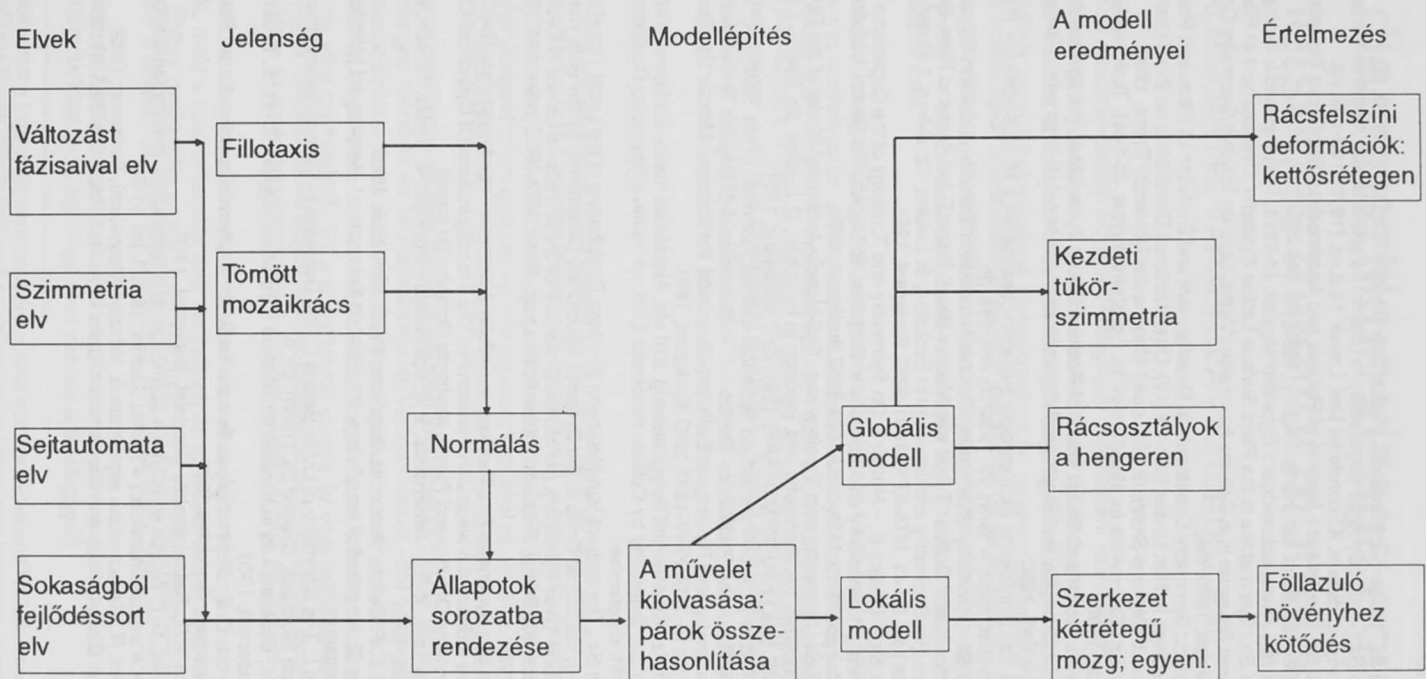 Elvek
Jelenség
Modellépítés
A modell
eredményei
Értelmezés
Változást
fázisaival elv
Szimmetria
elv
Sejtautomata
elv
Sokaságból
fejlődéssort
elv
Fillotaxis
Tömött
mozaikrács
Normálás
Állapotok
sorozatba
rendezése
A művelet
kiolvasása:
párok össze-
hasonlítása
Globális
modell
Lokális
modell
Kezdeti
tükör-
szimmetria
Rácsosztályok
a hengeren
Szerkezet
kétrétegű
mozg; egyenl.
Rácsfelszíni
deformációk:
kettősrétegen
Föllazuló
növényhez
kötődés